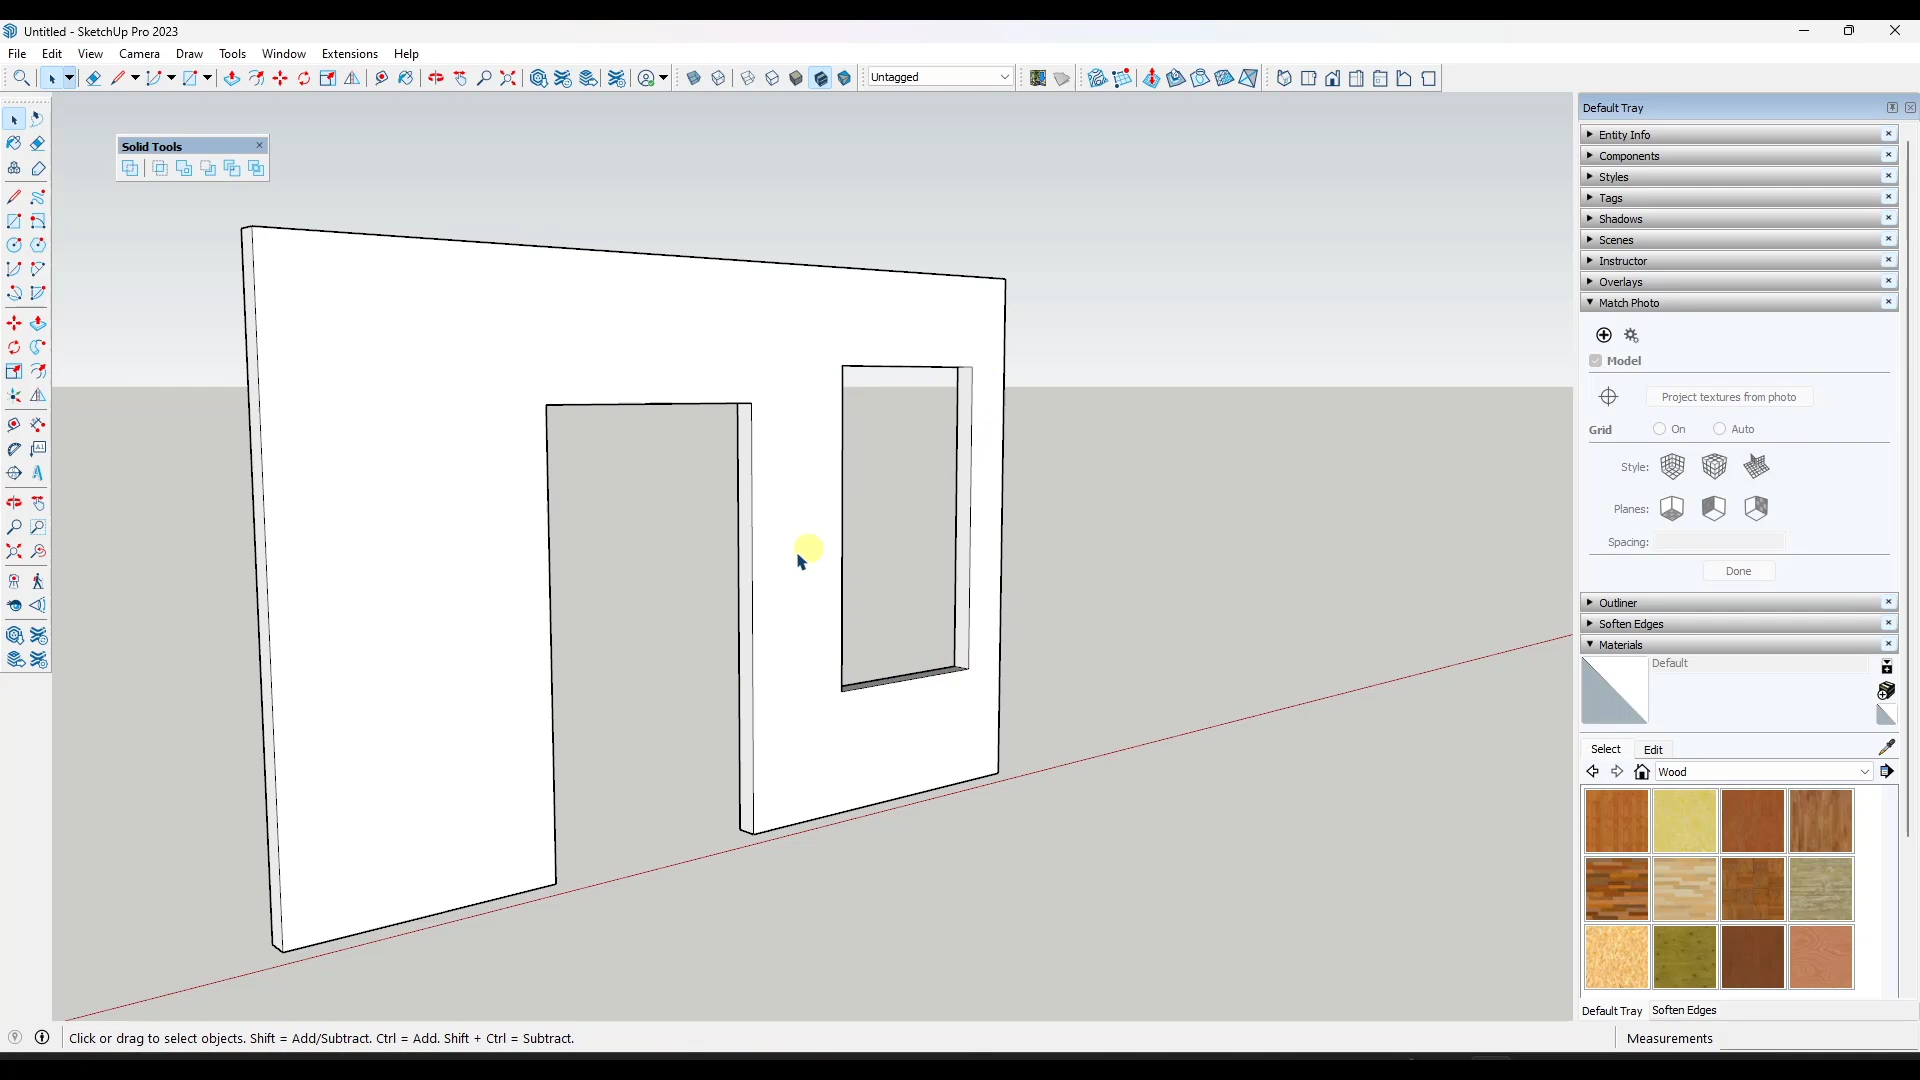 Untitled - SketchUp Pro 2023
File Edit View Camera Draw Tools Window Extensions Help
Untagged
Solid Tools
Default Tray
Entity Info
Components
Styles
Tags
Shadows
Scenes
Instructor
Overlays
Match Photo
Model
Project textures from photo
Grid On Auto
Style:
Planes:
Spacing:
Done
Outliner
Soften Edges
Materials
Default
Select Edit
Wood
Default Tray Soften Edges
Click or drag to select objects. Shift = Add/Subtract. Ctrl = Add. Shift + Ctrl = Subtract.
Measurements